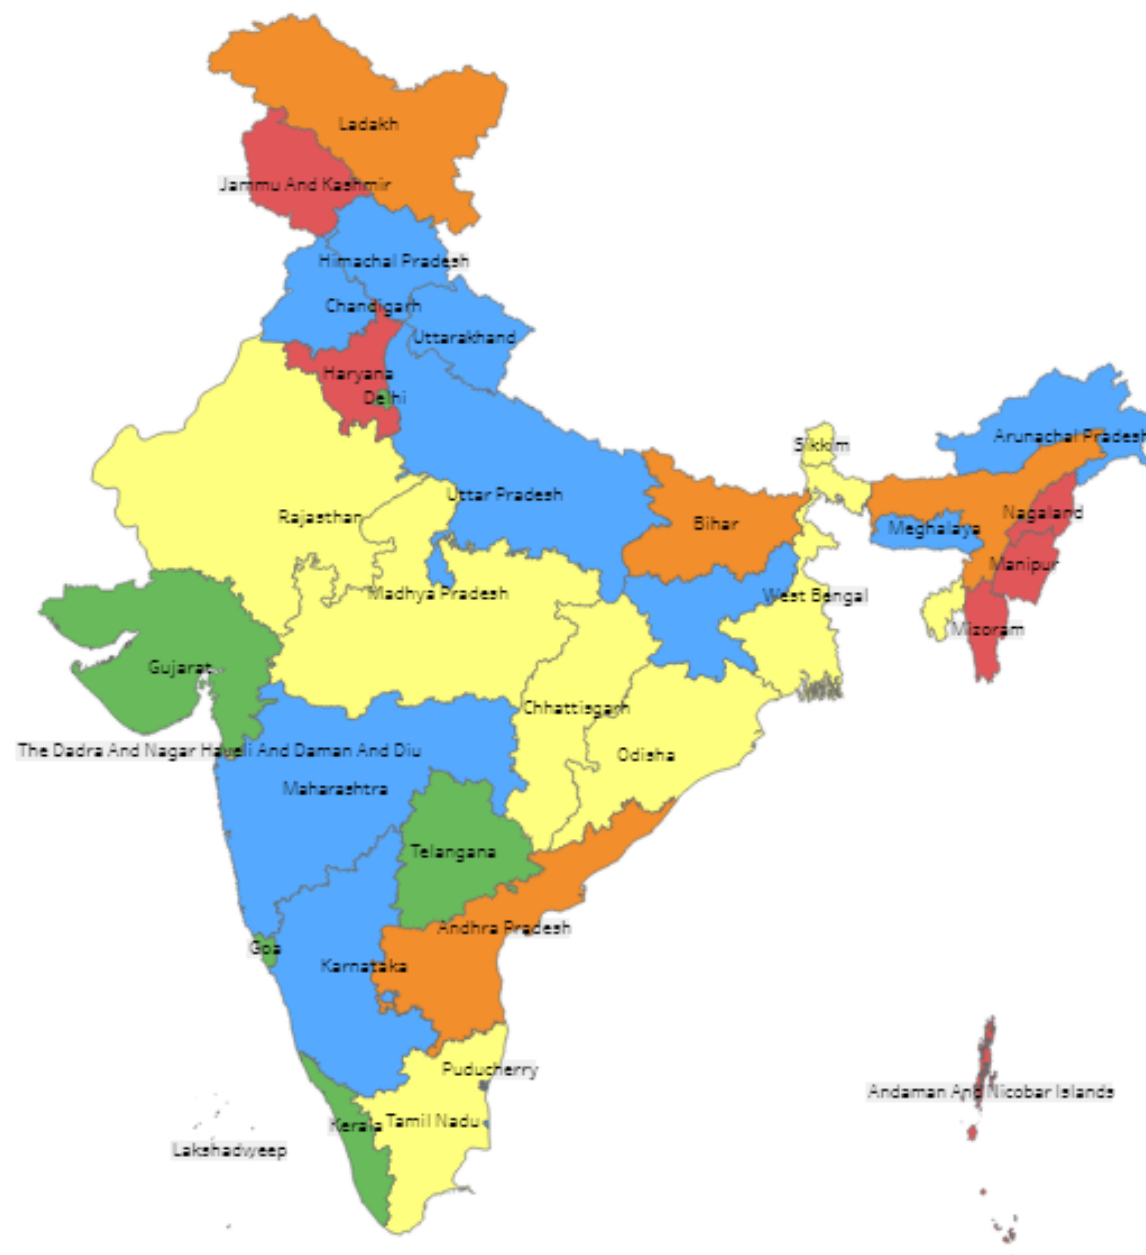 Ladakh
Jammu And Kashmir
Himachal Pradesh
Chandigarh
Uttarakhand
Haryana
Delhi
Arunachal Pradesh
Sikkim
Uttar Pradesh
Rajasthan
Bihar
Nagaland
Meghalaya
Manipur
Madhya Pradesh
West Bengal
Mizoram
Gujarat
Chhattisgarh
The Dadra And Nagar Haveli And Daman And Diu
Odisha
Maharashtra
Telangana
Andhra Pradesh
Goa
Karnataka
Puducherry
Andaman And Nicobar Islands
Kerala
Tamil Nadu
Lakshadweep